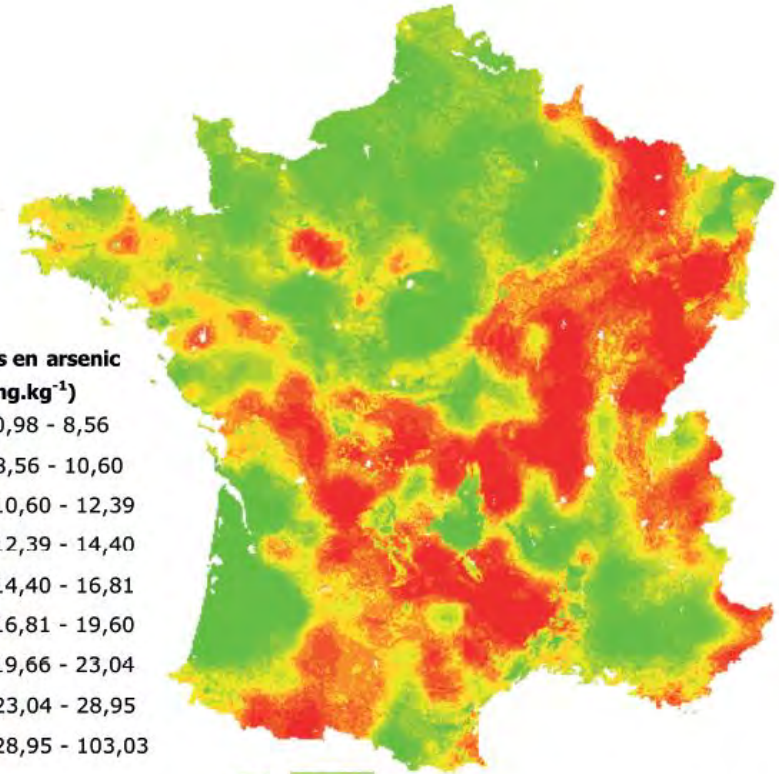 s en arsenic
ng.kg-1)
0,98 - 8,56
8,56 - 10,60
10,60 - 12,39
12,39 - 14,40
14,40 - 16,81
16,81 - 19,60
19,66 - 23,04
23,04 - 28,95
28,95 - 103,03